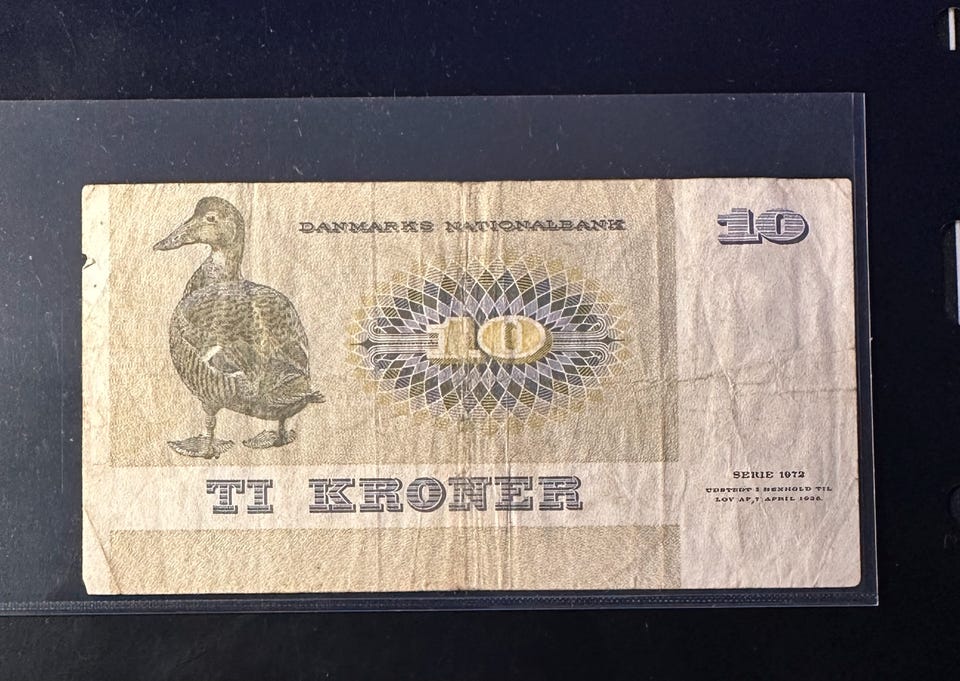 DANMARKS NATIONALBANK
10
10
TI KRONER
SERIE 1972
UDSTEDT I HENHOLD TIL
LOV AF 7 APRIL 1936.